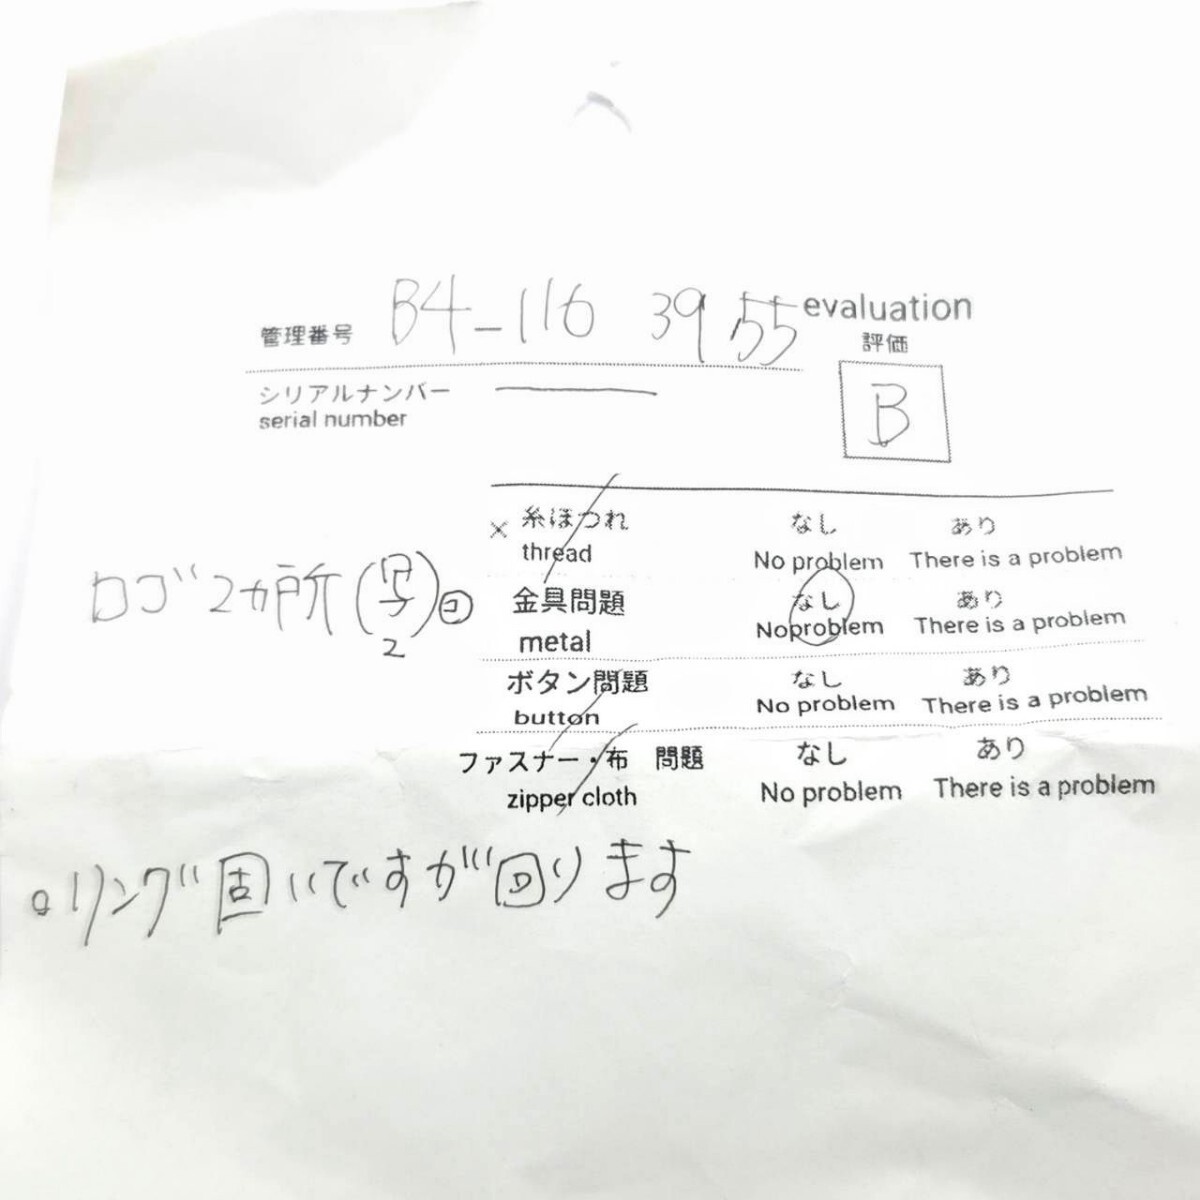 管理番号 B4-116 39 55
evaluation
評価
B
シリアルナンバー
serial number
× 糸ほつれ なし あり
thread No problem There is a problem
ロゴ2カ所(写2)
金具問題 なし あり
metal Noproblem There is a problem
ボタン問題 なし あり
button No problem There is a problem
ファスナー・布 問題 なし あり
zipper cloth No problem There is a problem
○リング固いですが回ります